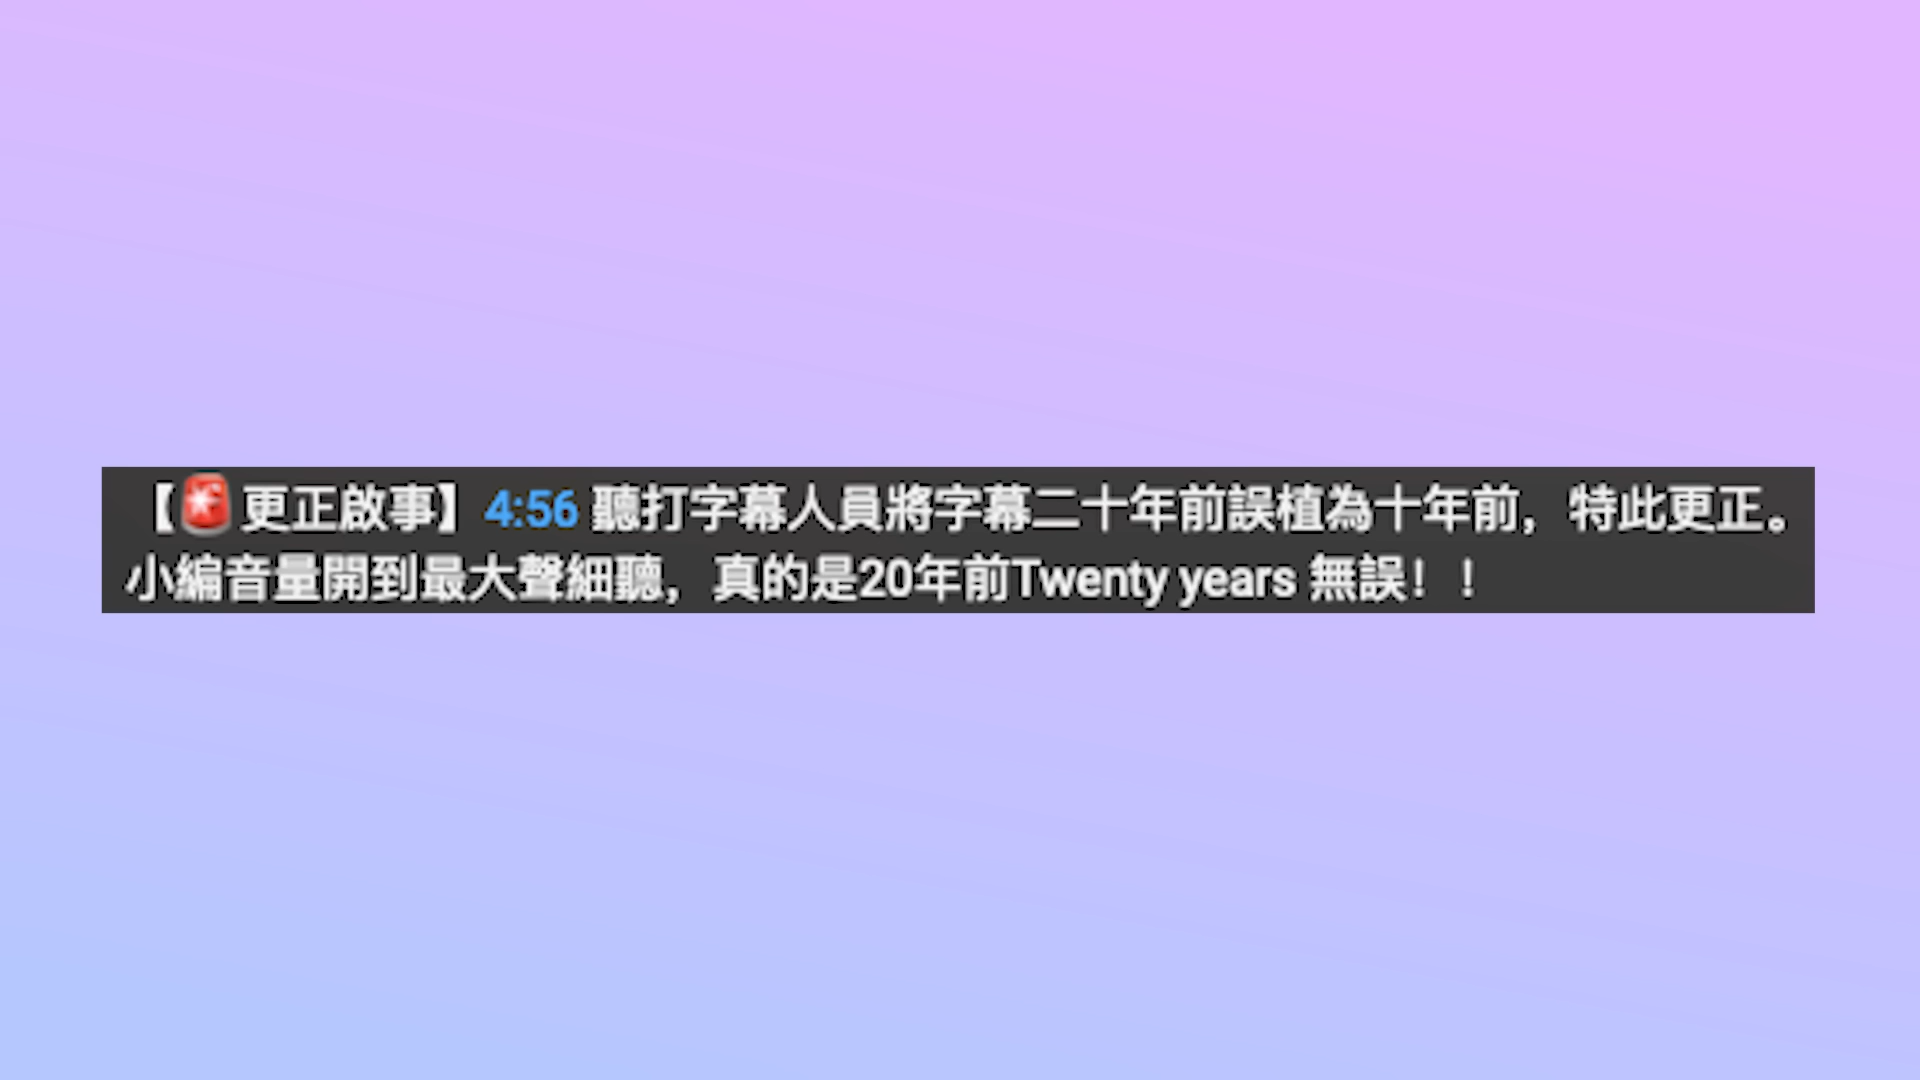 【🚨更正啟事】4:56 聽打字幕人員將字幕二十年前誤植為十年前，特此更正。
小編音量開到最大聲細聽，真的是20年前Twenty years 無誤！！